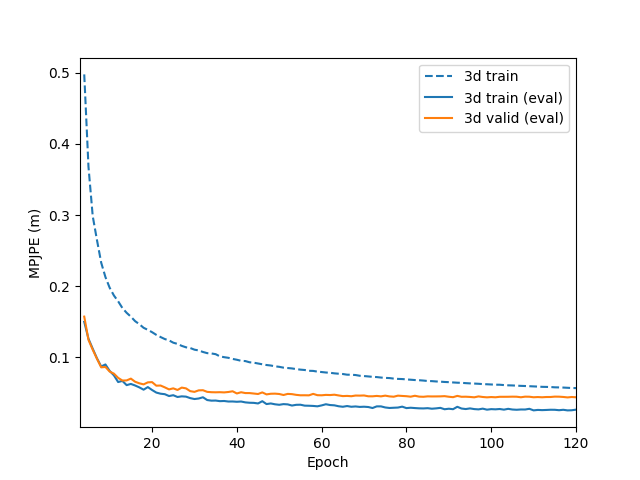 3d train
3d train (eval)
3d valid (eval)
MPJPE (m)
0.5
0.4
0.3
0.2
0.1
20 40 60 80 100 120
Epoch